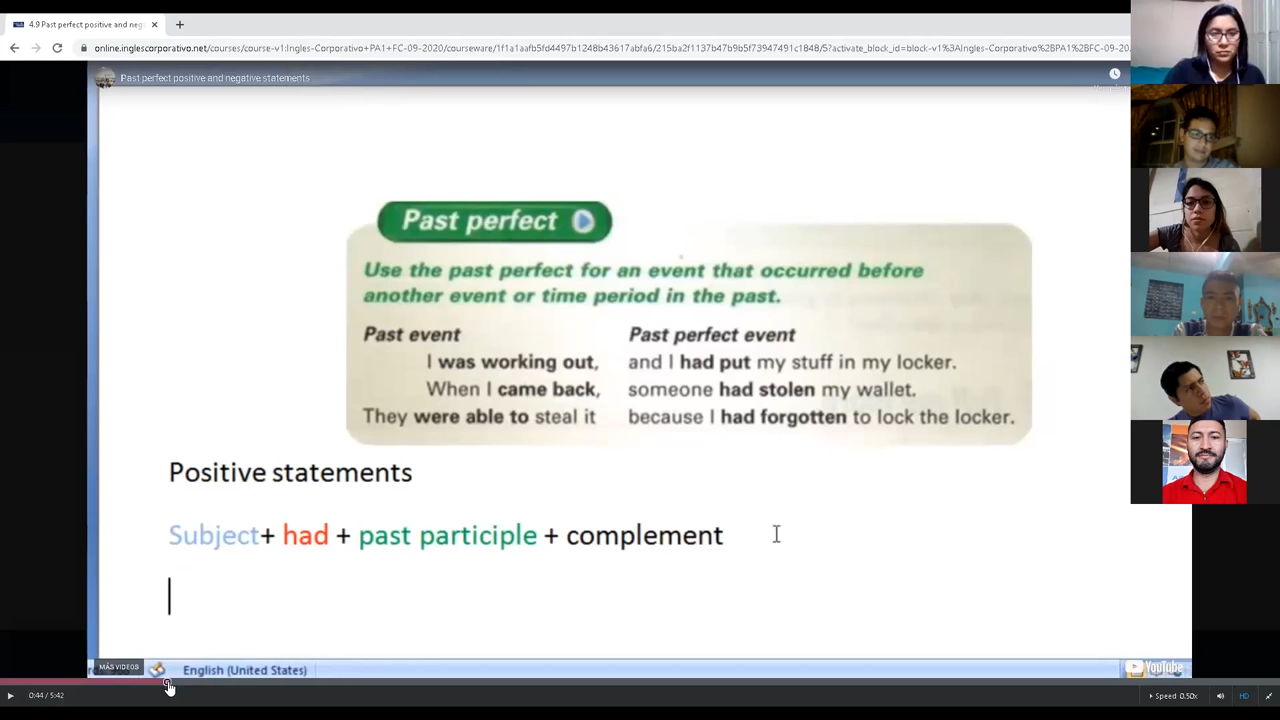 4.9 Past perfect positive and neg
online.inglescorporativo.net/courses/course-v1:Ingles-Corporativo+PA1+FC-09-2020/courseware/1f1a1aafb5fd4497b1248b43617abfa6/215ba2f1137b47b9b5f73947491c1848/5?activate_block_id=block-v1%3AIngles-Corporativo%2BPA1%2BFC-09-20...
Past perfect positive and negative statements
Past perfect
Use the past perfect for an event that occurred before
another event or time period in the past.
Past event Past perfect event
I was working out, and I had put my stuff in my locker.
When I came back, someone had stolen my wallet.
They were able to steal it because I had forgotten to lock the locker.
Positive statements
Subject+ had + past participle + complement
MÁS VIDEOS
English (United States)
YouTube
0:44 / 5:42
Speed 0.50x
HD